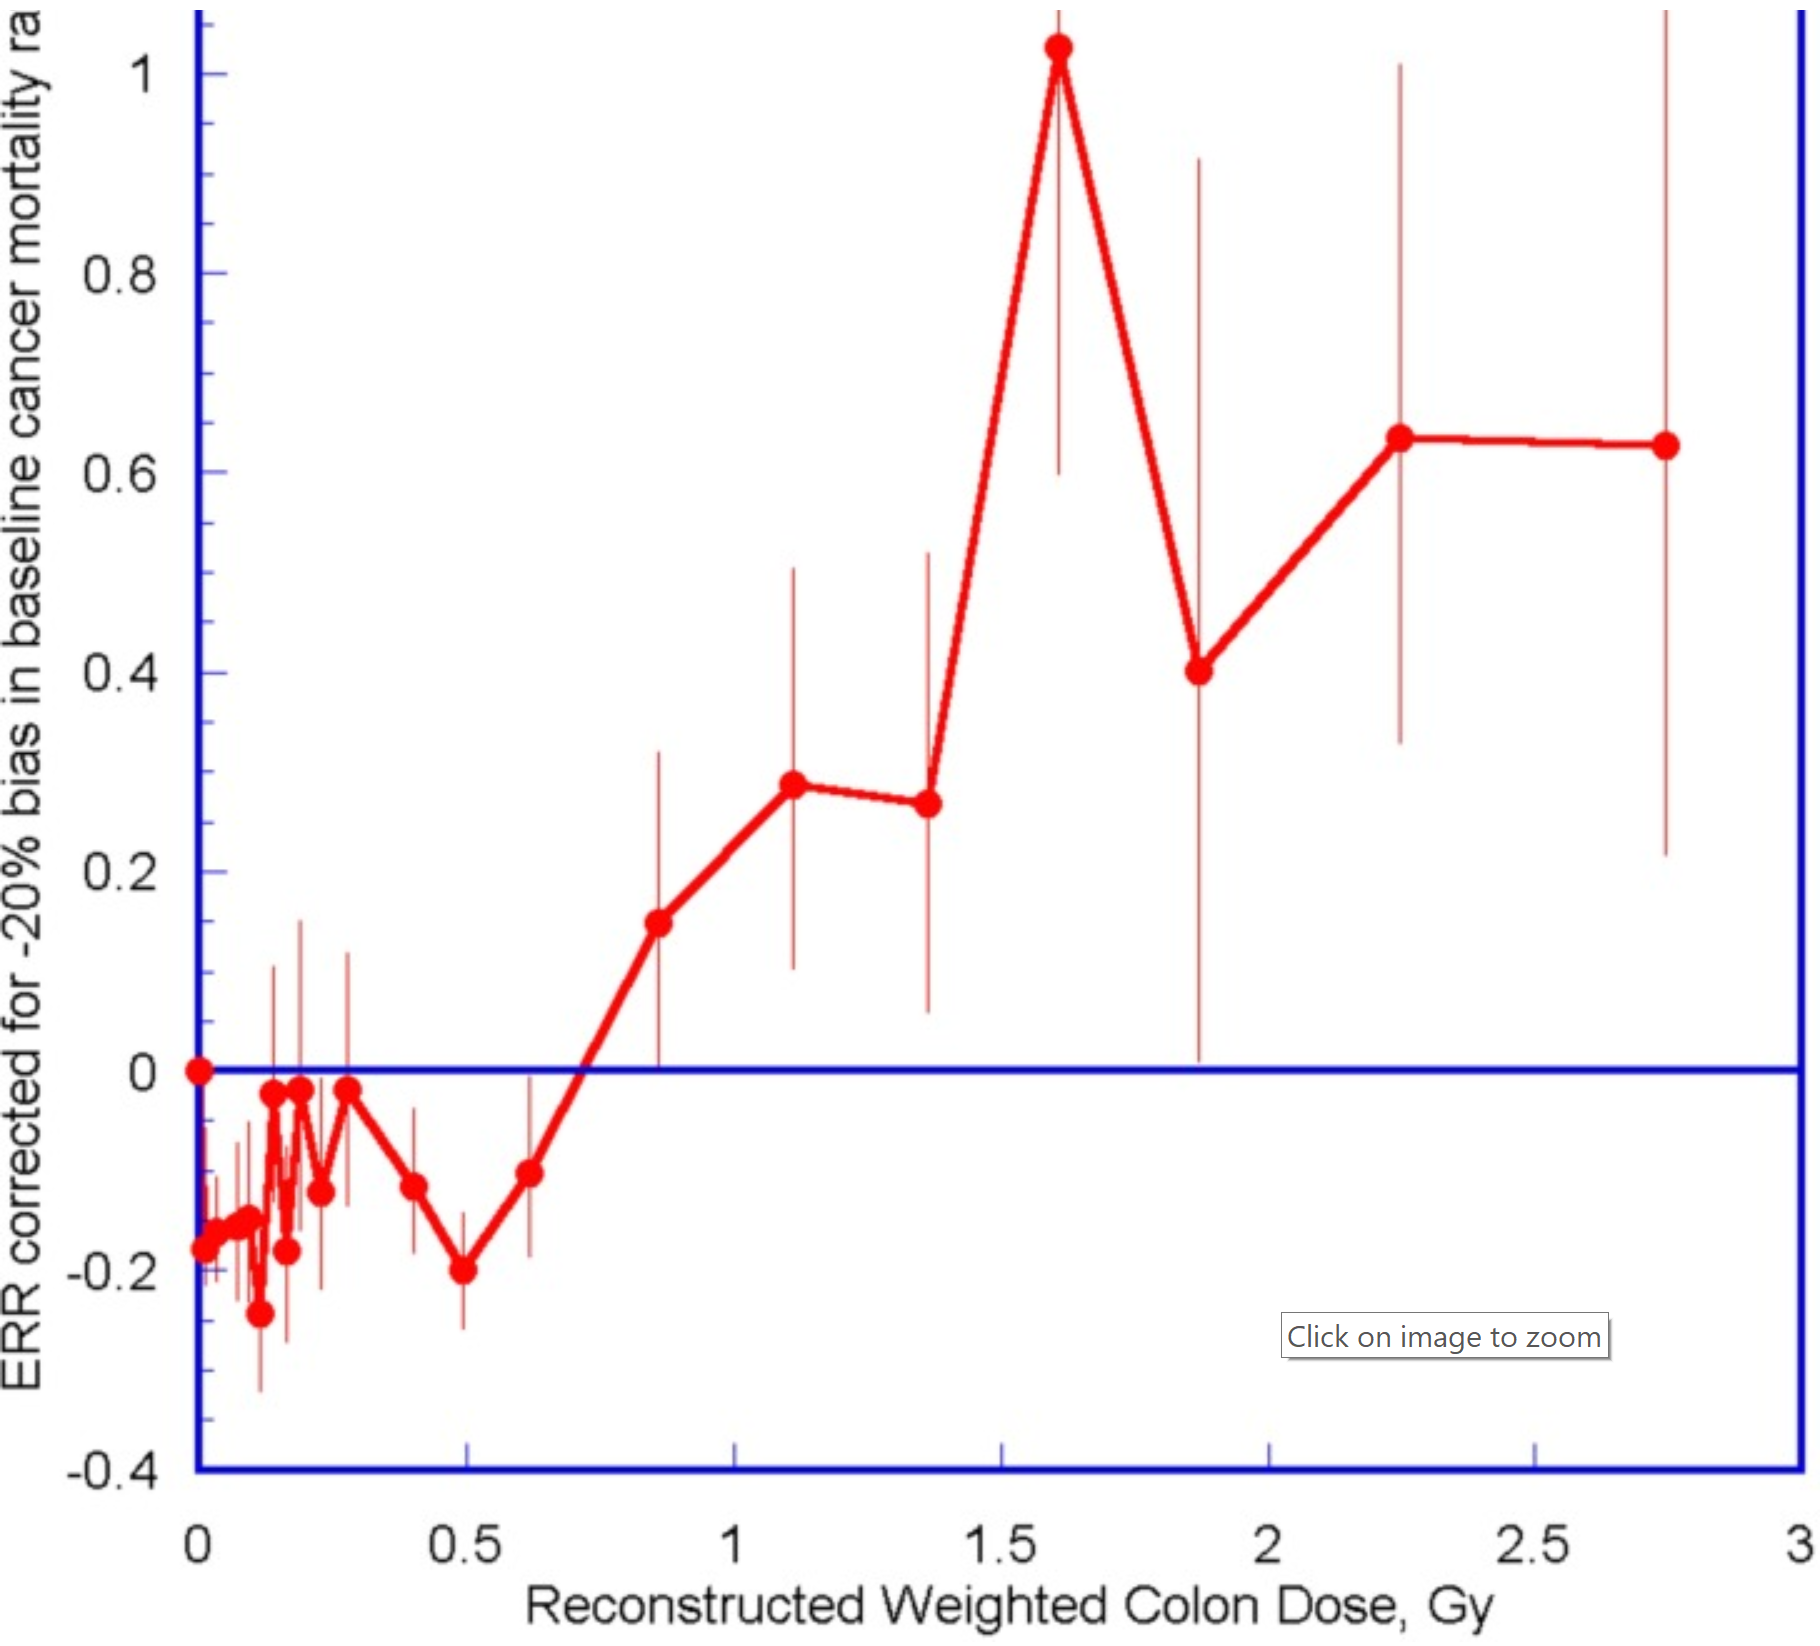 ERR corrected for -20% bias in baseline cancer mortality ra
1
0.8
0.6
0.4
0.2
0
-0.2
-0.4
Click on image to zoom
0 0.5 1 1.5 2 2.5 3
Reconstructed Weighted Colon Dose, Gy